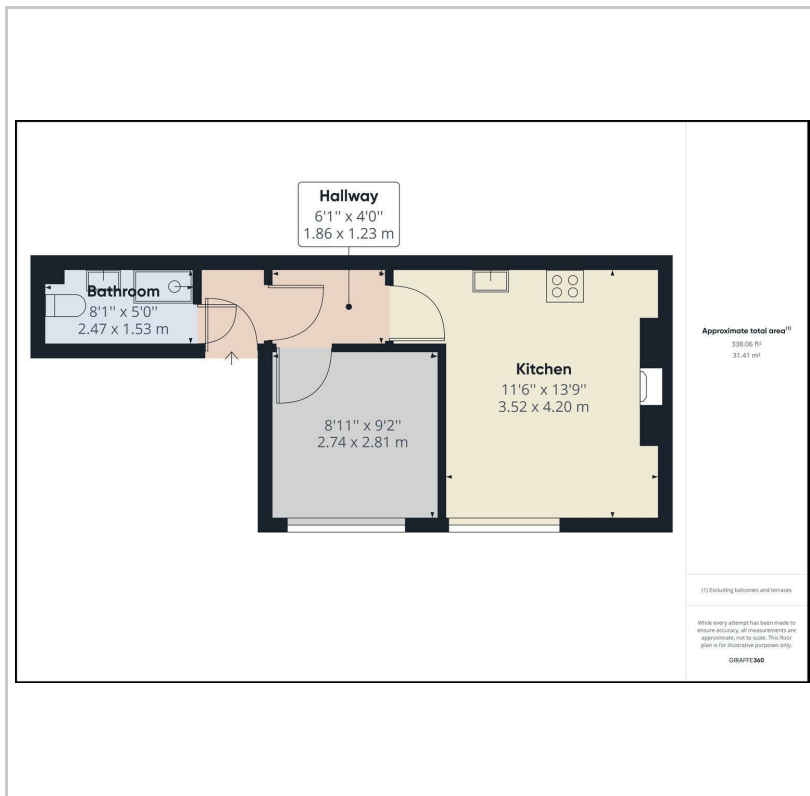 Hallway
6'1'' x 4'0''
1.86 x 1.23 m
Bathroom
8'1'' x 5'0''
2.47 x 1.53 m
Kitchen
11'6'' x 13'9''
3.52 x 4.20 m
8'11'' x 9'2''
2.74 x 2.81 m
Approximate total area(1)
338.06 ft²
31.41 m²
(1) Excluding balconies and terraces
While every attempt has been made to
ensure accuracy, all measurements are
approximate, not to scale. This floor
plan is for illustrative purposes only.
GIRAFFE360